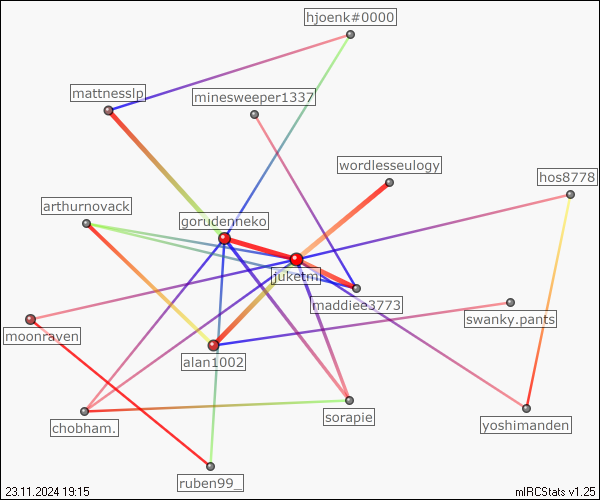 hjoenk#0000
mattnesslp
minesweeper1337
wordlesseulogy
hos8778
arthurnovack
gorudenneko
juketml
maddiee3773
swanky.pants
moonraven
alan1002
sorapie
chobham.
yoshimanden
ruben99_
23.11.2024 19:15
mIRCStats v1.25